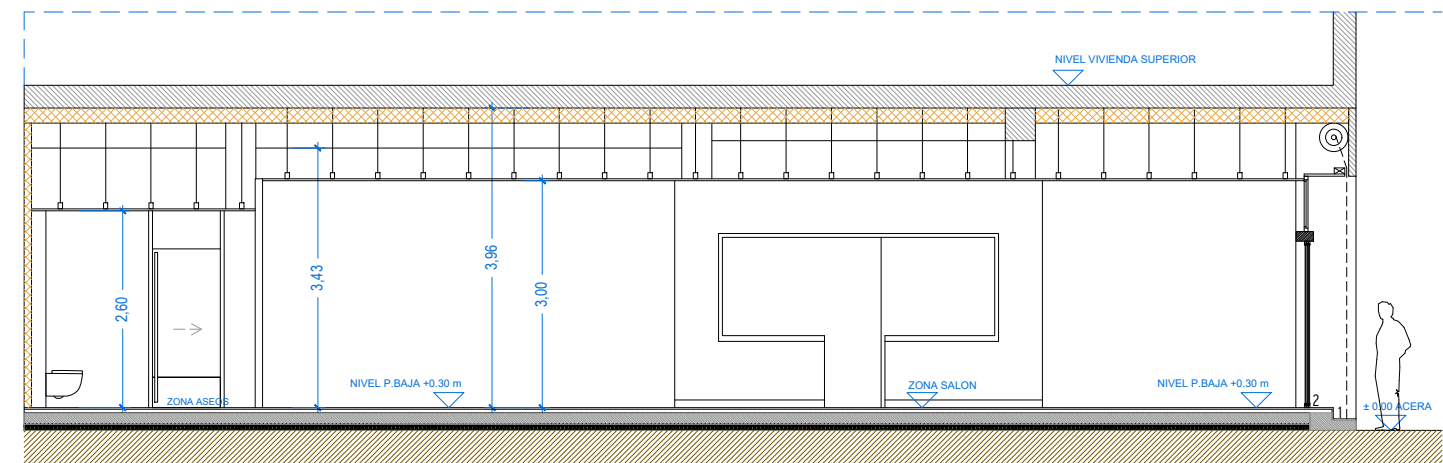 NIVEL VIVIENDA SUPERIOR
3,96
3,43
3,00
2,60
NIVEL P.BAJA +0.30 m
ZONA SALON
NIVEL P.BAJA +0.30 m
ZONA ASEOS
2
1
± 0.00 ACERA